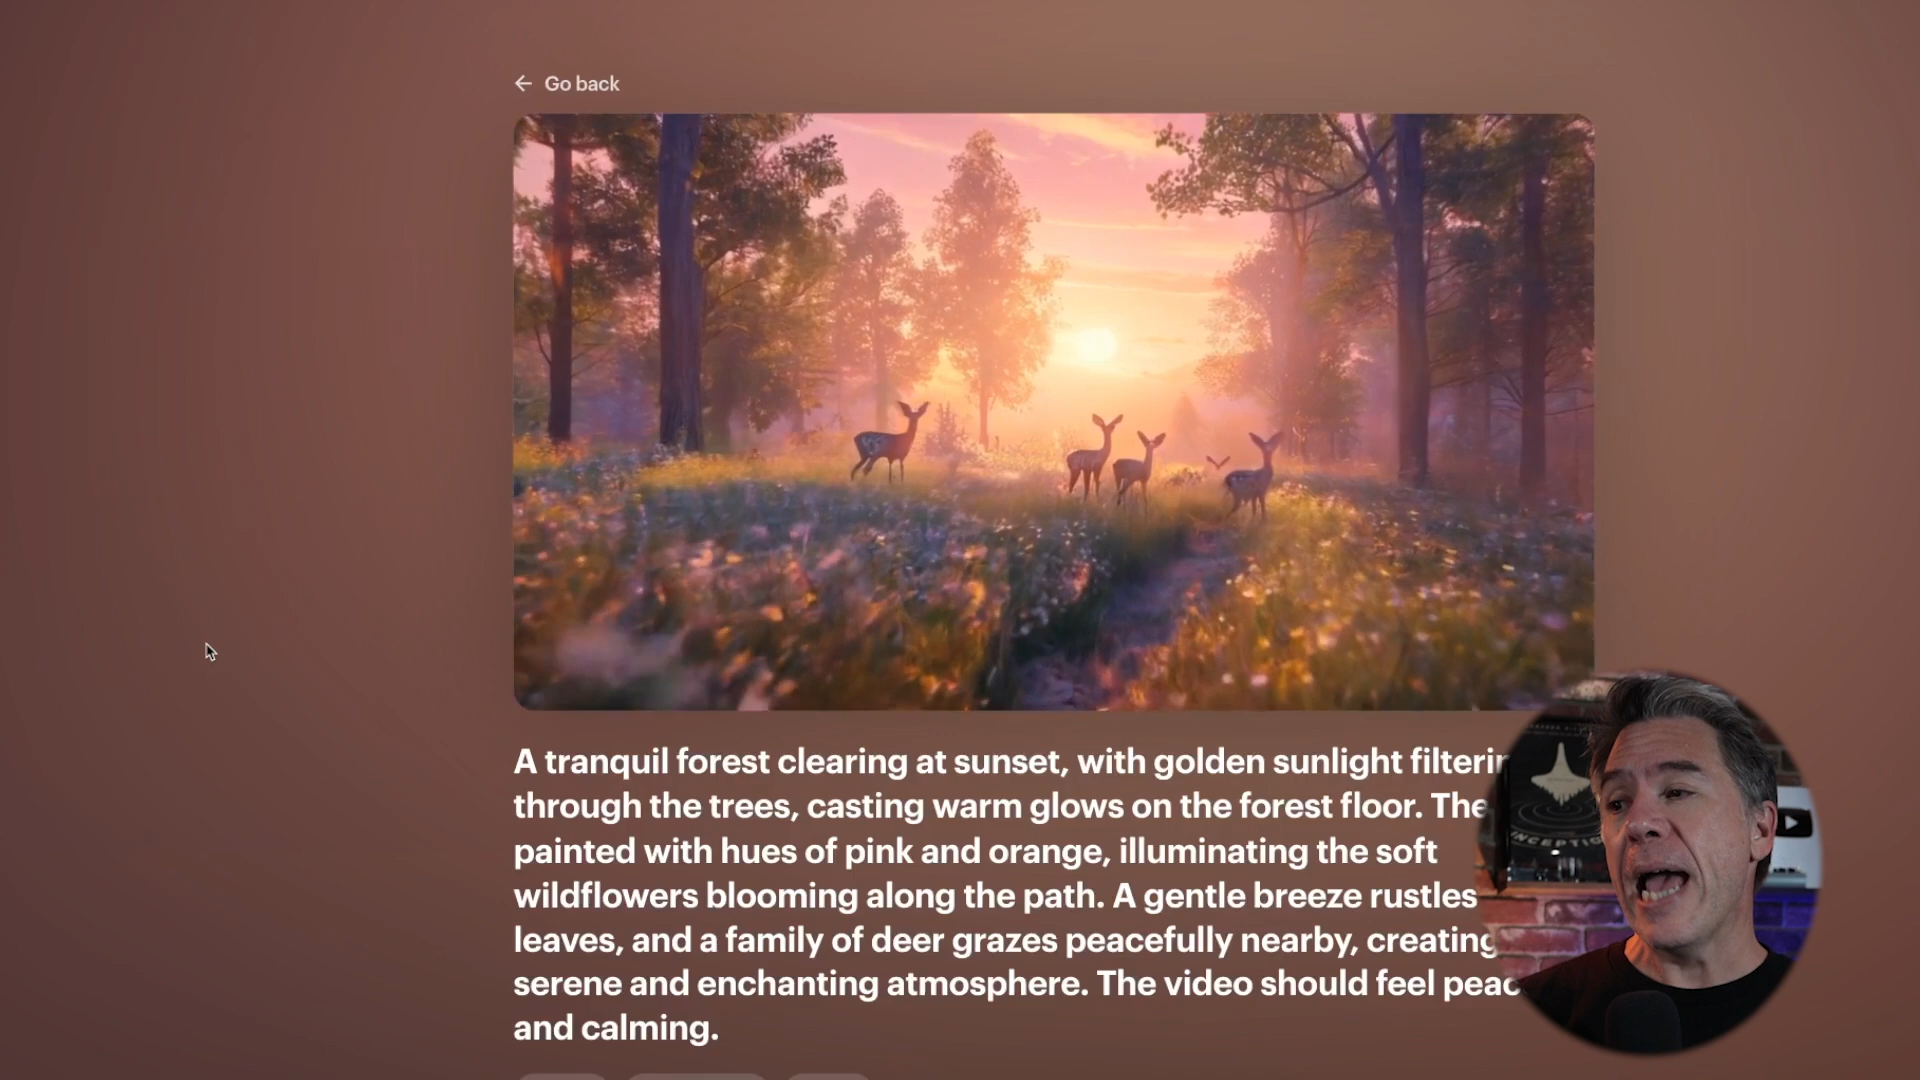 Go back
A tranquil forest clearing at sunset, with golden sunlight
through the trees, casting warm glows on the forest floor. The
painted with hues of pink and orange, illuminating the soft
wildflowers blooming along the path. A gentle breeze rustles
leaves, and a family of deer grazes peacefully nearby, creating
serene and enchanting atmosphere. The video should feel
and calming.